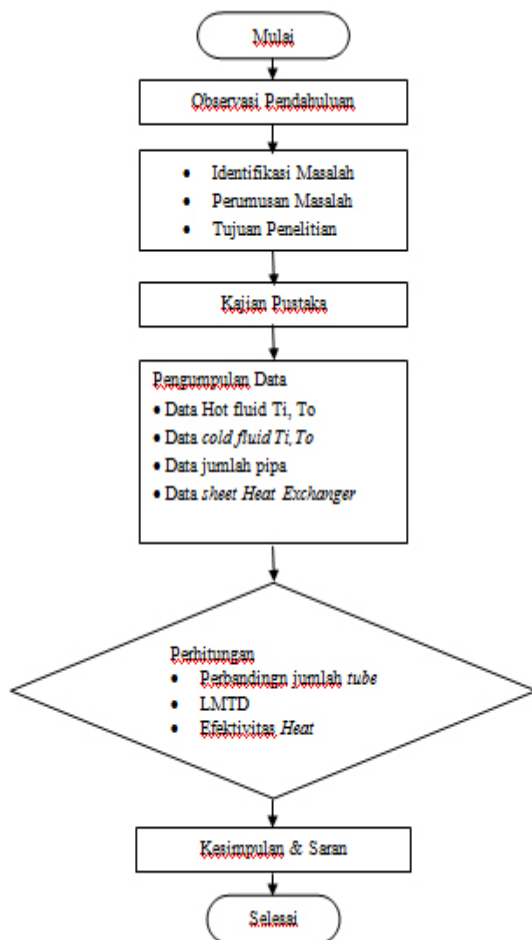 Mulai
Observasi Pendahuluan
• Identifikasi Masalah
• Perumusan Masalah
• Tujuan Penelitian
Kajian Pustaka
Pengumpulan Data
• Data Hot fluid Ti, To
• Data cold fluid Ti, To
• Data jumlah pipa
• Data sheet Heat Exchanger
Perhitungan
• Perbandingn jumlah tube
• LMTD
• Efektivitas Heat
Kesimpulan & Saran
Selesai